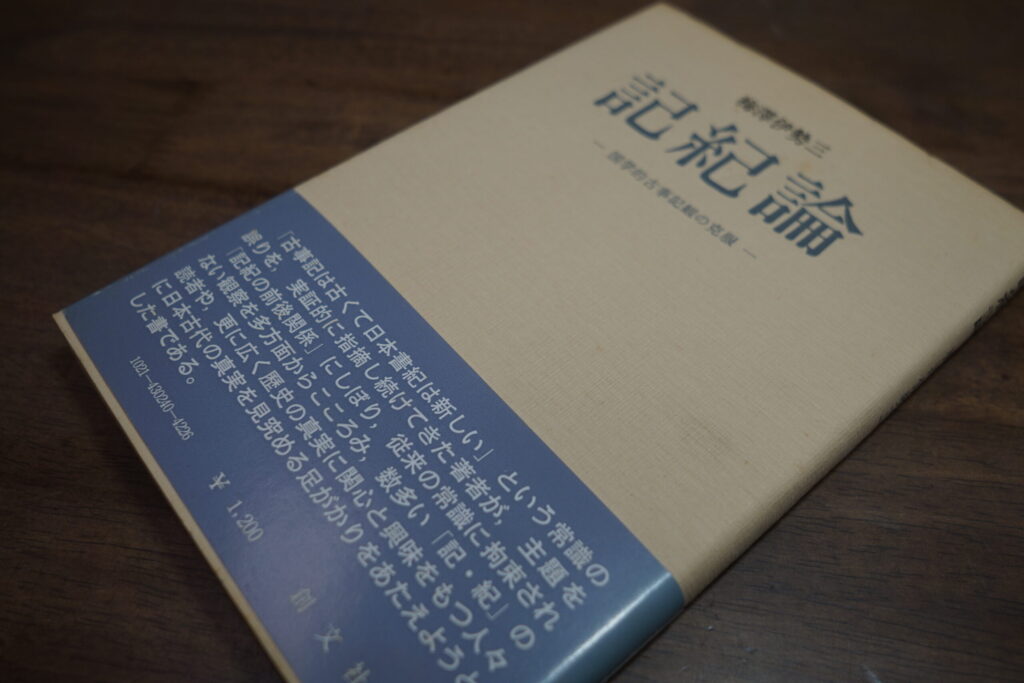 梅澤伊勢三
記紀論
― 国学的古事記観の克服 ―
「古事記は古くて日本書紀は新しい」という常識の
誤りを，実証的に指摘し続けてきた著者が，主題を
「記紀の前後関係」にしぼり，従来の常識に拘束され
ない観察を多方面からこころみ，数多い「記・紀」の
読者や，更に広く歴史の真実に関心と興味をもつ人々
に日本古代の真実を見究める足がかりをあたえようと
した書である。
1021―430240―4226
￥1,200
創文社